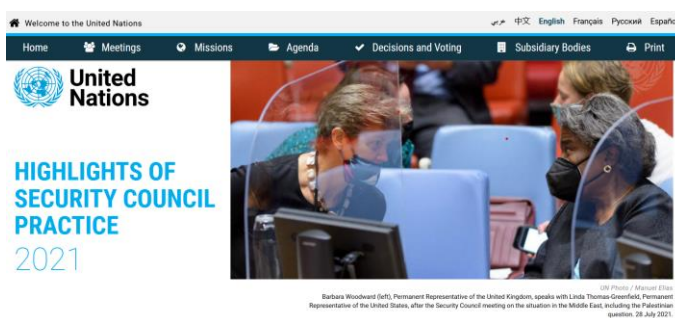 Welcome to the United Nations
عربي 中文 English Français Русский Españo
Home Meetings Missions Agenda Decisions and Voting Subsidiary Bodies Print
United
Nations
HIGHLIGHTS OF
SECURITY COUNCIL
PRACTICE
2021
UN Photo / Manuel Elias
Barbara Woodward (left), Permanent Representative of the United Kingdom, speaks with Linda Thomas-Greenfield, Permanent
Representative of the United States, after the Security Council meeting on the situation in the Middle East, including the Palestinian
question. 28 July 2021.